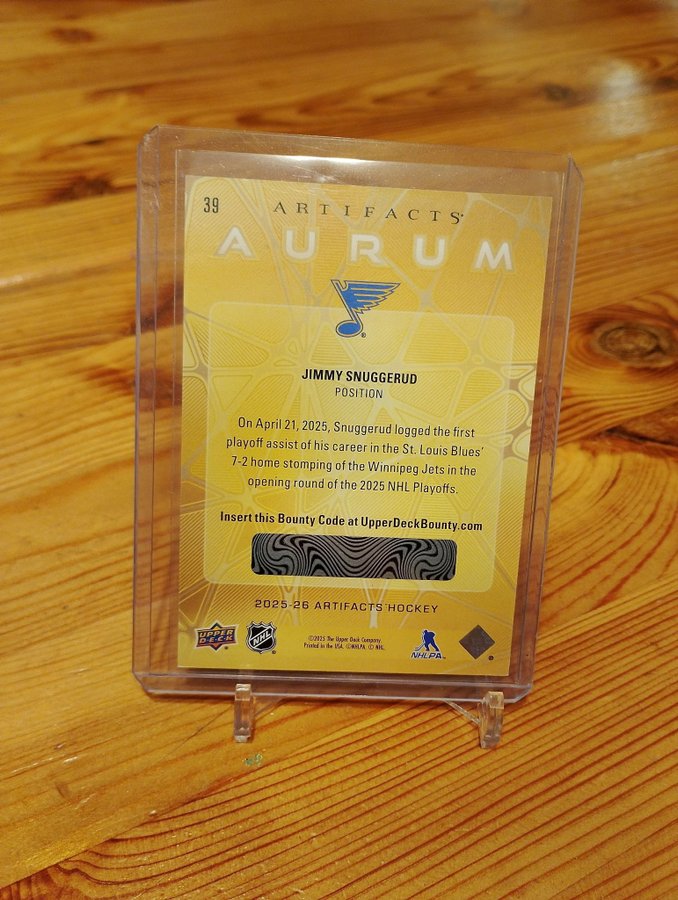 39
ARTIFACTS
AURUM
JIMMY SNUGGERUD
POSITION
On April 21, 2025, Snuggerud logged the first
playoff assist of his career in the St. Louis Blues'
7-2 home stomping of the Winnipeg Jets in the
opening round of the 2025 NHL Playoffs.
Insert this Bounty Code at UpperDeckBounty.com
2025-26 ARTIFACTS HOCKEY
UPPER DECK
NHL
©2025 The Upper Deck Company.
Printed in the USA. ©NHLPA. © NHL.
NHLPA